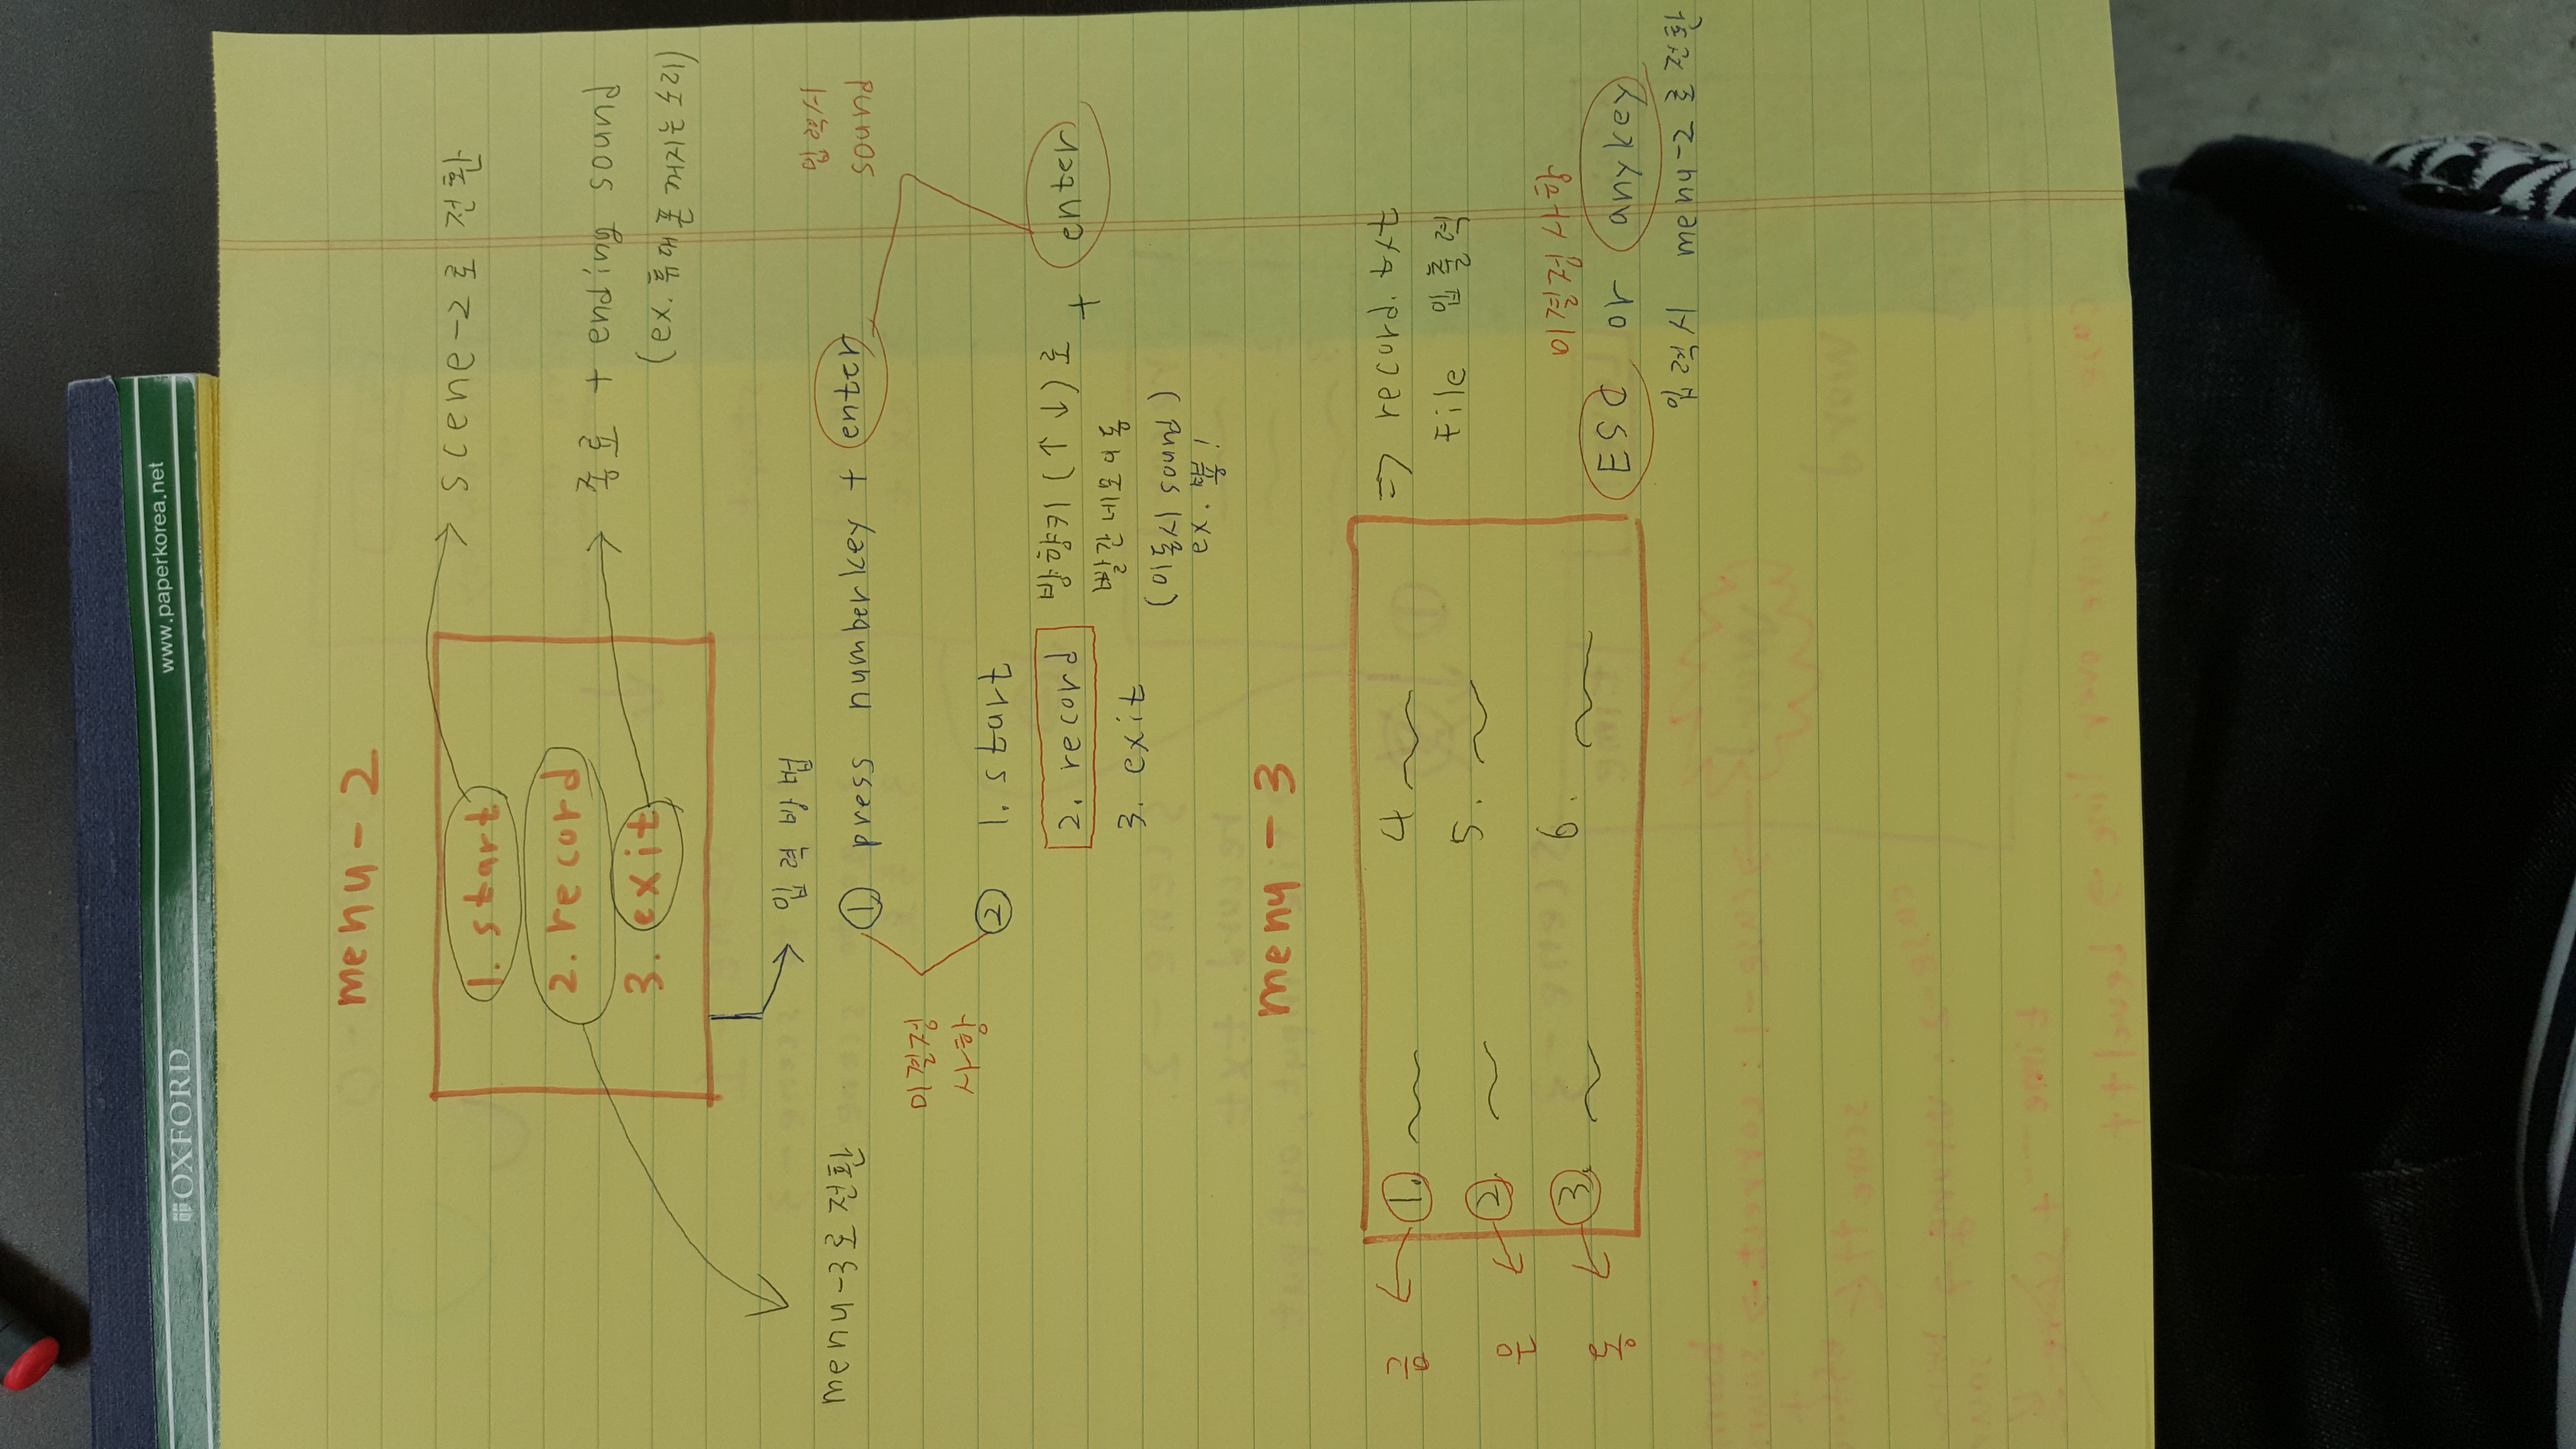 OXFORD
www.paperkorea.net
menu - 2
1. start
scene-2로 전환
2. record
3. exit
종료 + ending sound
(ex. 휴대폰 꺼지는 소리)
입력방법
menu-3로 전환
① press numberkey + enter
입력시
sound
미결정
사항
② 1. start
2. record
3. exit
방향키 (↑ ↓)로
빨간네모이동
(이동시 sound)
ex. 뿅!
+ enter
menu - 3
금 1.
은 2.
동 3.
4
5.
6.
⇒ record.txt
File 입출력
미결정사항
ESC or anykey
입력시 menu-2로 전환